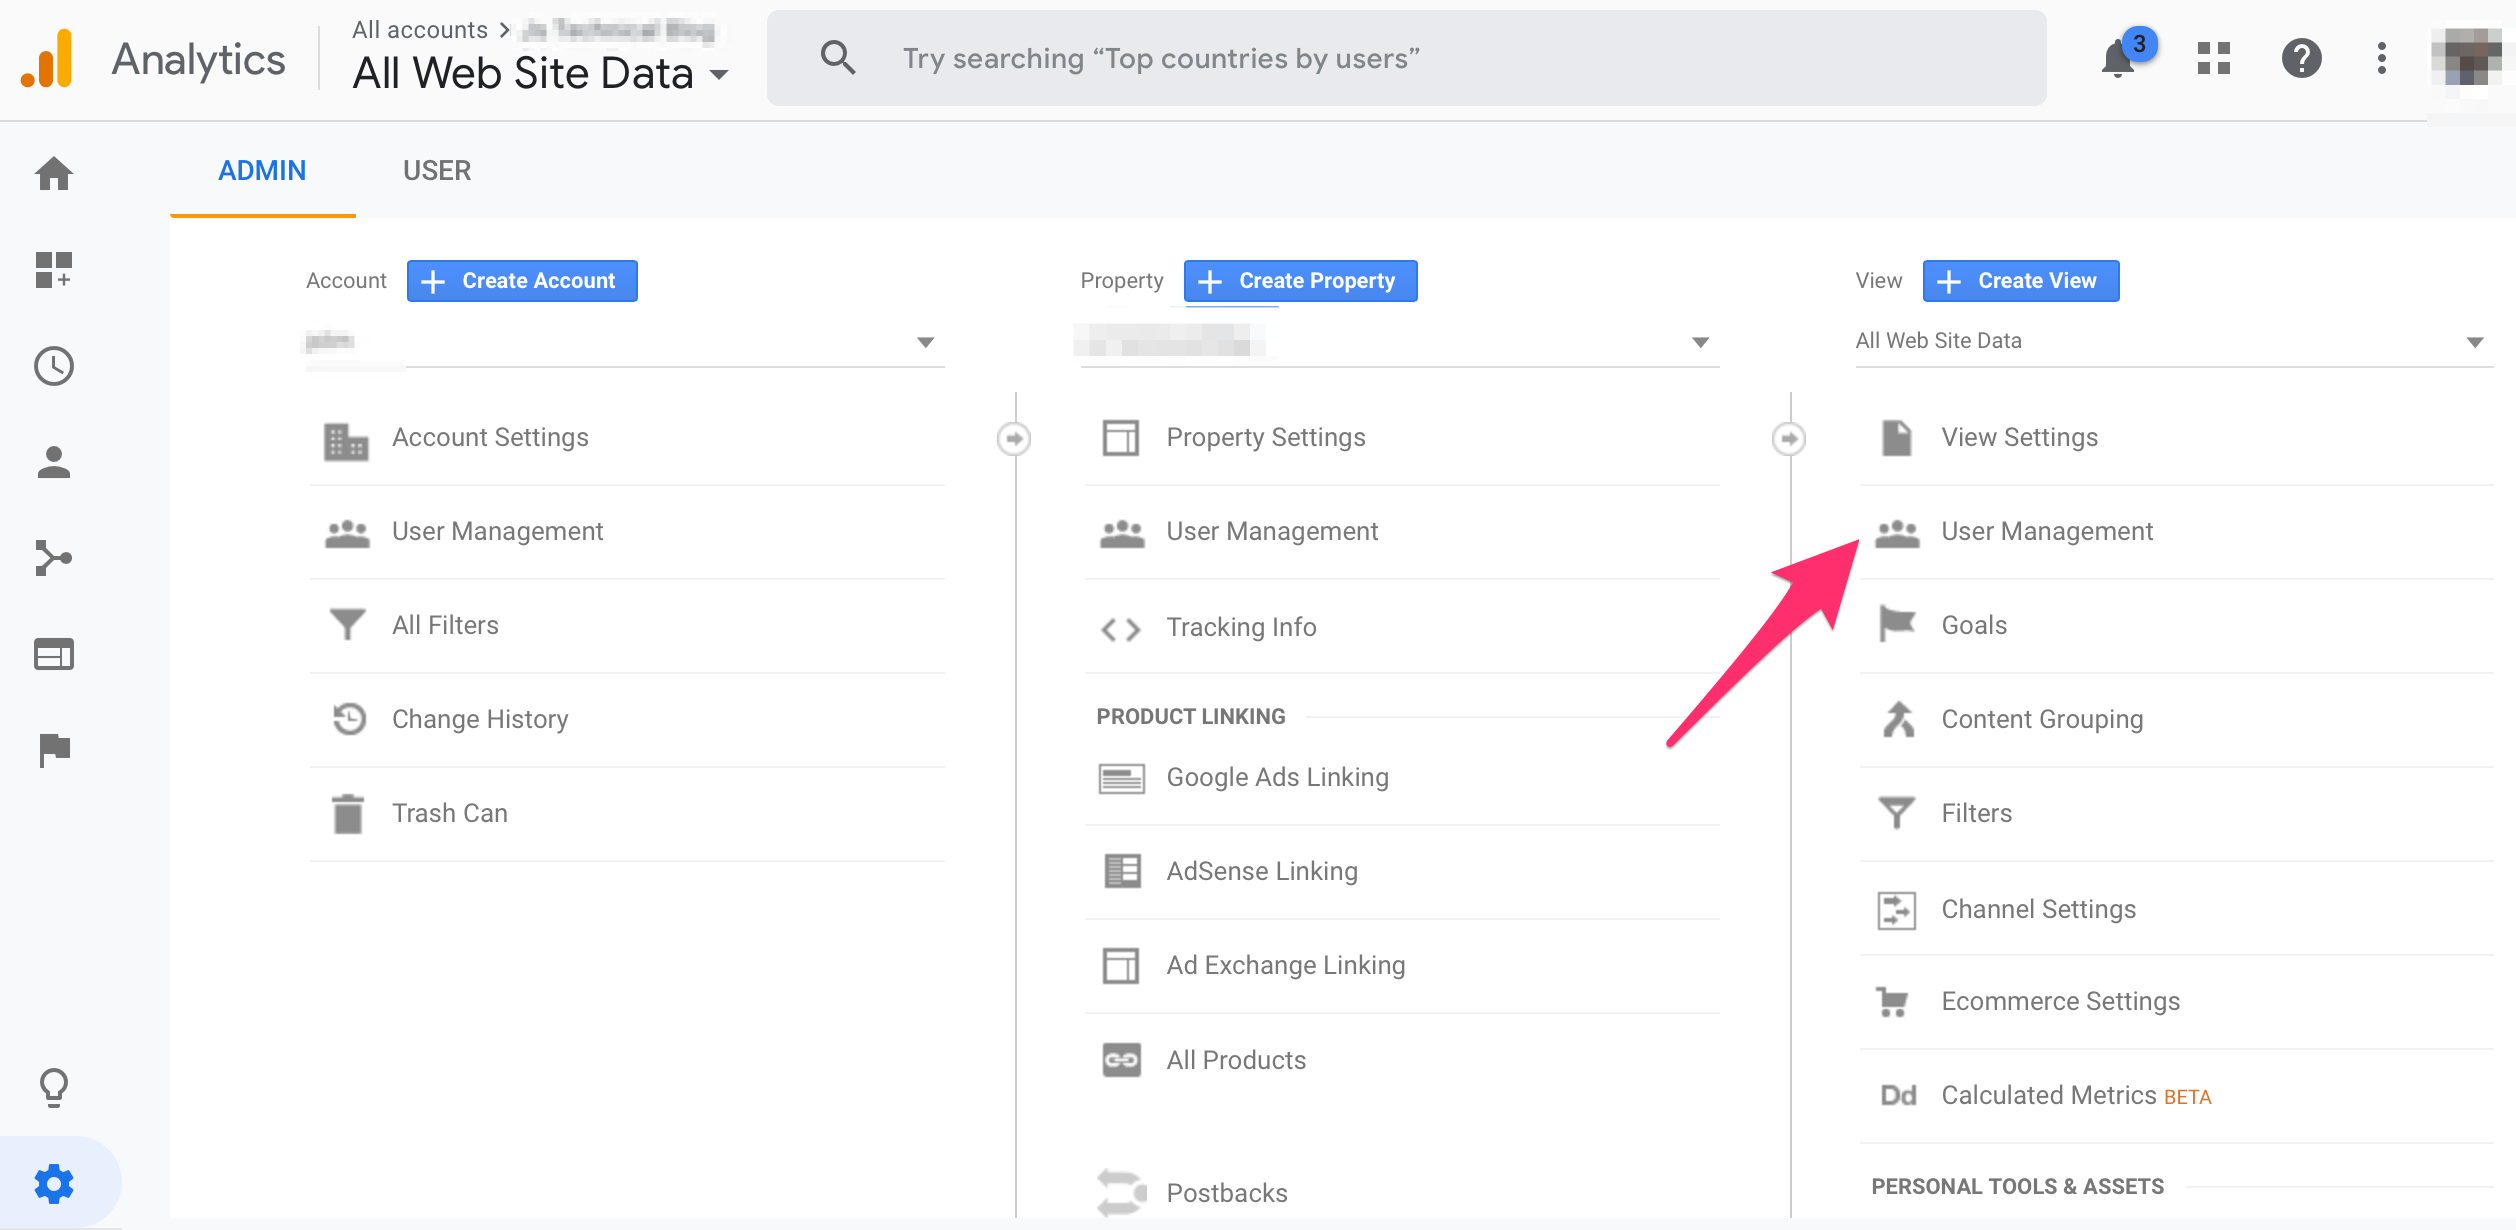 All accounts >
Analytics
All Web Site Data
Try searching “Top countries by users”
3
ADMIN
USER
Account
Create Account
Account Settings
User Management
All Filters
Change History
Trash Can
Property
Create Property
Property Settings
User Management
Tracking Info
PRODUCT LINKING
Google Ads Linking
AdSense Linking
Ad Exchange Linking
All Products
Postbacks
View
Create View
All Web Site Data
View Settings
User Management
Goals
Content Grouping
Filters
Channel Settings
Ecommerce Settings
Dd
Calculated Metrics BETA
PERSONAL TOOLS & ASSETS